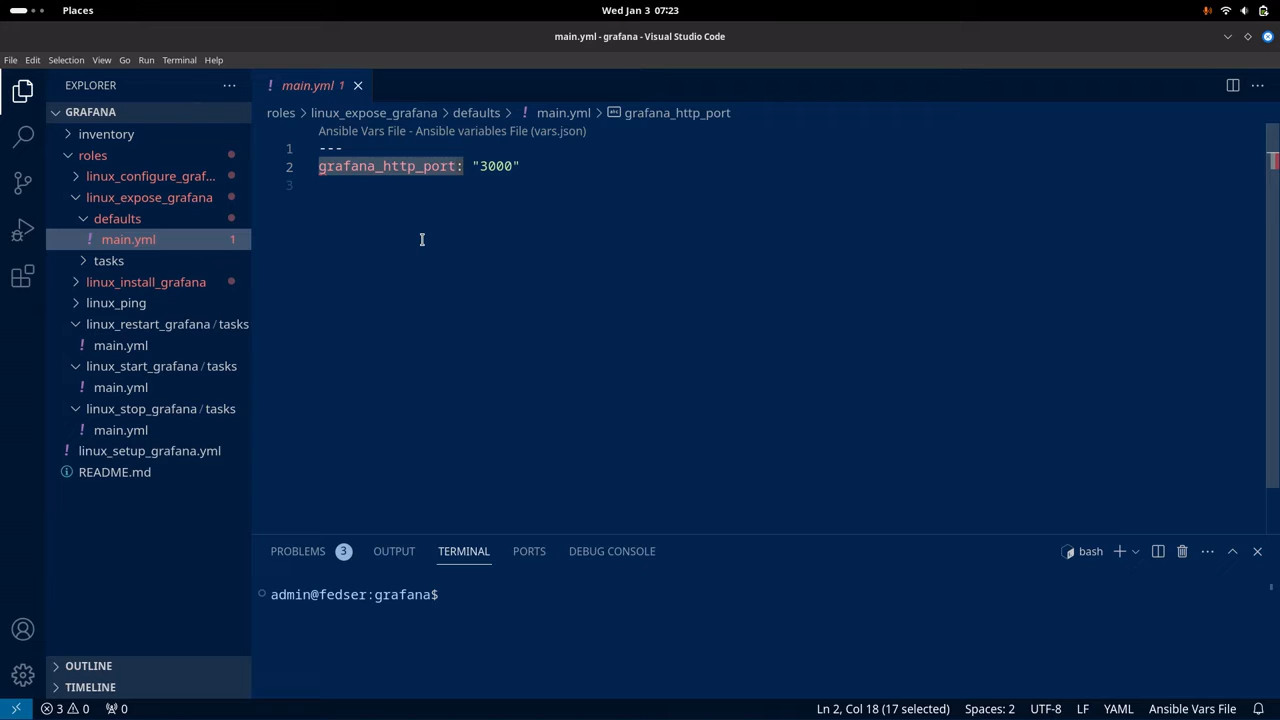 Places
Wed Jan 3 07:23
main.yml - grafana - Visual Studio Code
File Edit Selection View Go Run Terminal Help
EXPLORER
GRAFANA
inventory
roles
linux_configure_graf...
linux_expose_grafana
defaults
main.yml 1
tasks
linux_install_grafana
linux_ping
linux_restart_grafana / tasks
main.yml
linux_start_grafana / tasks
main.yml
linux_stop_grafana / tasks
main.yml
linux_setup_grafana.yml
README.md
OUTLINE
TIMELINE
main.yml 1
roles > linux_expose_grafana > defaults > ! main.yml > grafana_http_port
Ansible Vars File - Ansible variables File (vars.json)
1 ---
2 grafana_http_port: "3000"
3
PROBLEMS 3 OUTPUT TERMINAL PORTS DEBUG CONSOLE
bash
admin@fedser:grafana$
3 0 0
Ln 2, Col 18 (17 selected) Spaces: 2 UTF-8 LF YAML Ansible Vars File